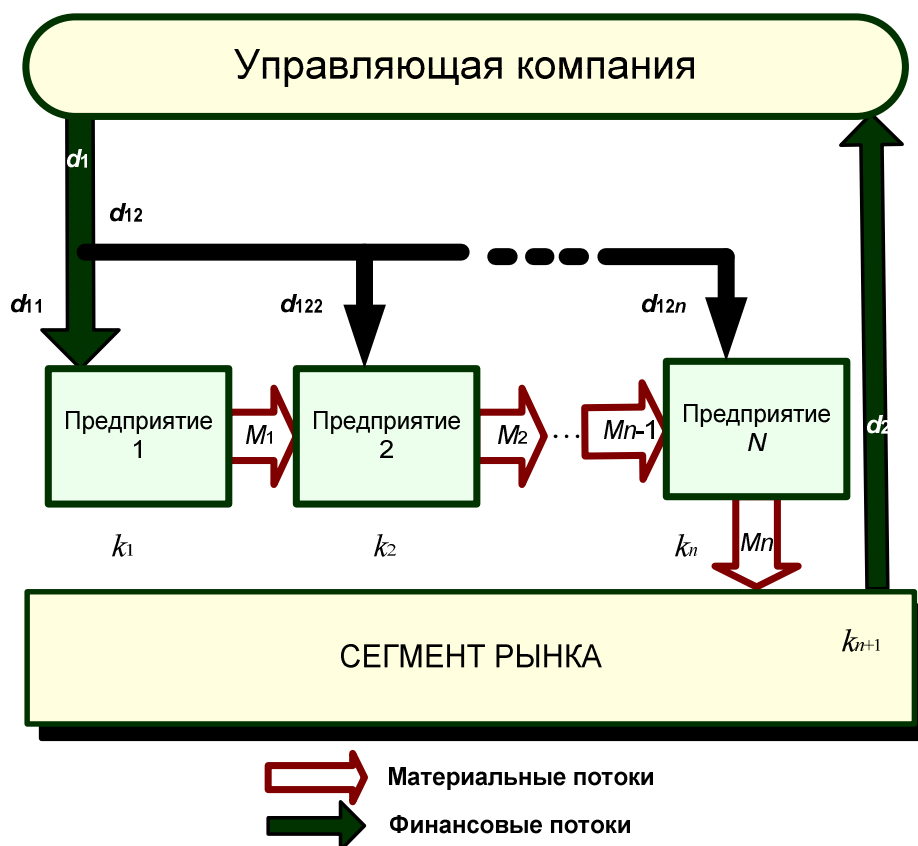 Управляющая компания
d1
d12
d11
d122
d12n
Предприятие
1
M1
Предприятие
2
M2
...
Mn-1
Предприятие
N
d2
k1
k2
kn
Mn
СЕГМЕНТ РЫНКА
kn+1
Материальные потоки
Финансовые потоки